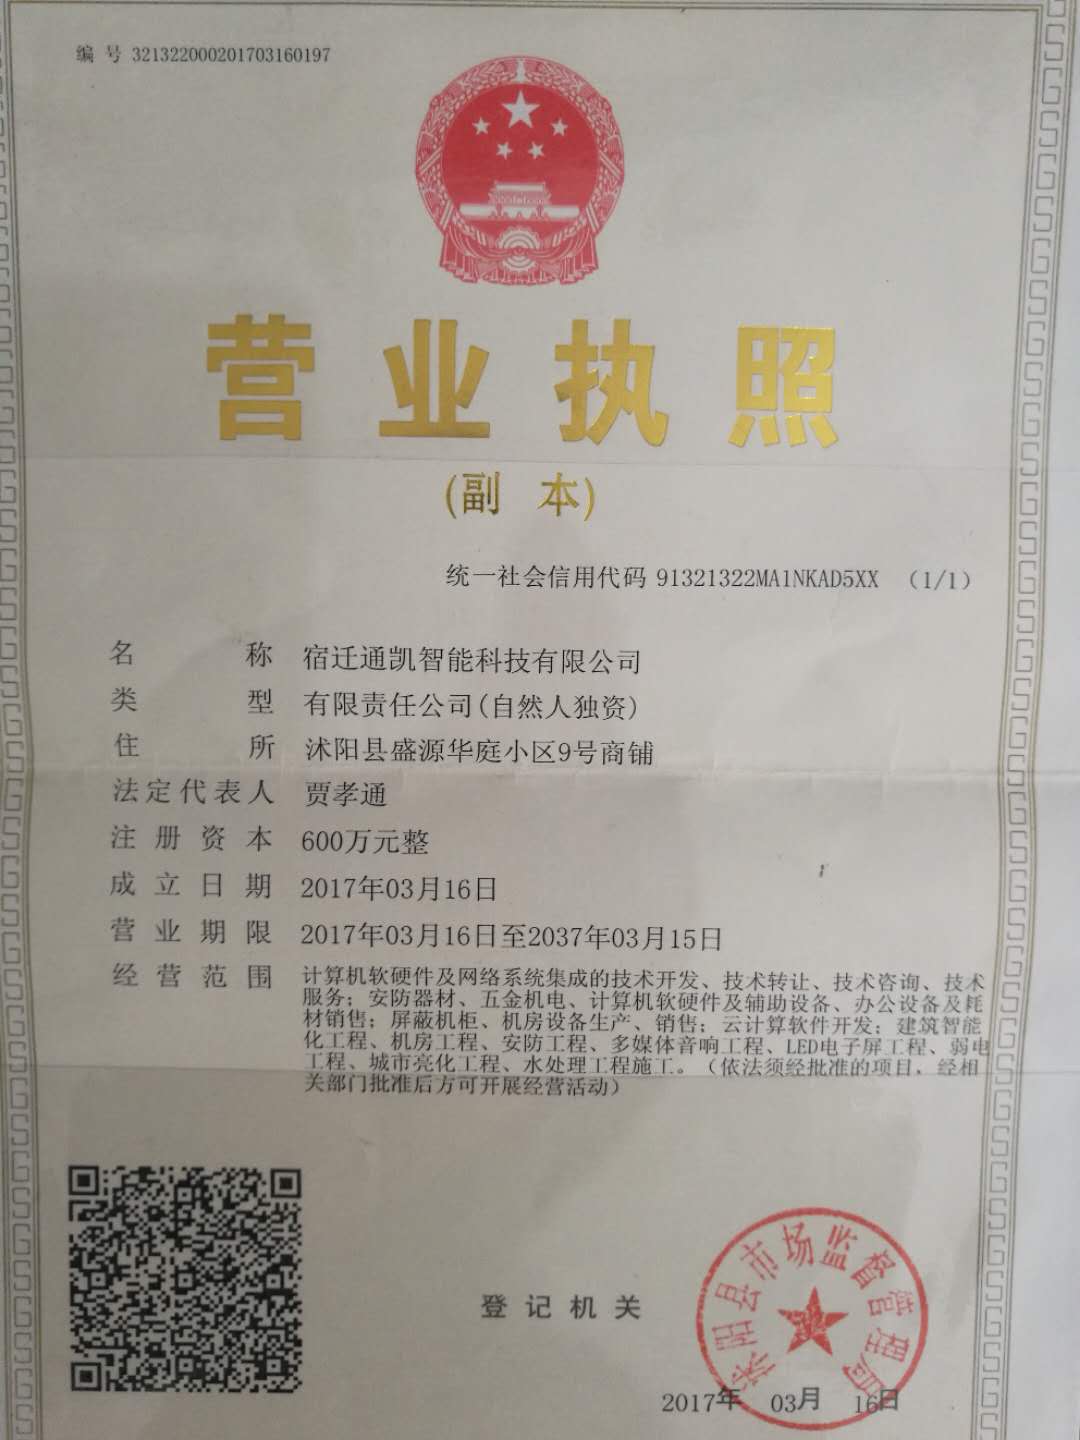 编 号 321322000201703160197
营业执照
(副 本)
统一社会信用代码 91321322MA1NKAD5XX （1/1）
名 称 宿迁通凯智能科技有限公司
类 型 有限责任公司(自然人独资)
住 所 沭阳县盛源华庭小区9号商铺
法定代表人 贾孝通
注 册 资 本 600万元整
成 立 日 期 2017年03月16日
营 业 期 限 2017年03月16日至2037年03月15日
经 营 范 围 计算机软硬件及网络系统集成的技术开发、技术转让、技术咨询、技术
服务；安防器材、五金机电、计算机软硬件及辅助设备、办公设备及耗
材销售；屏蔽机柜、机房设备生产、销售；云计算软件开发；建筑智能
化工程、机房工程、安防工程、多媒体音响工程、LED电子屏工程、弱电
工程、城市亮化工程、水处理工程施工。（依法须经批准的项目，经相
关部门批准后方可开展经营活动）
沭阳县市场监督管理局
登 记 机 关
2017年 03月 16日